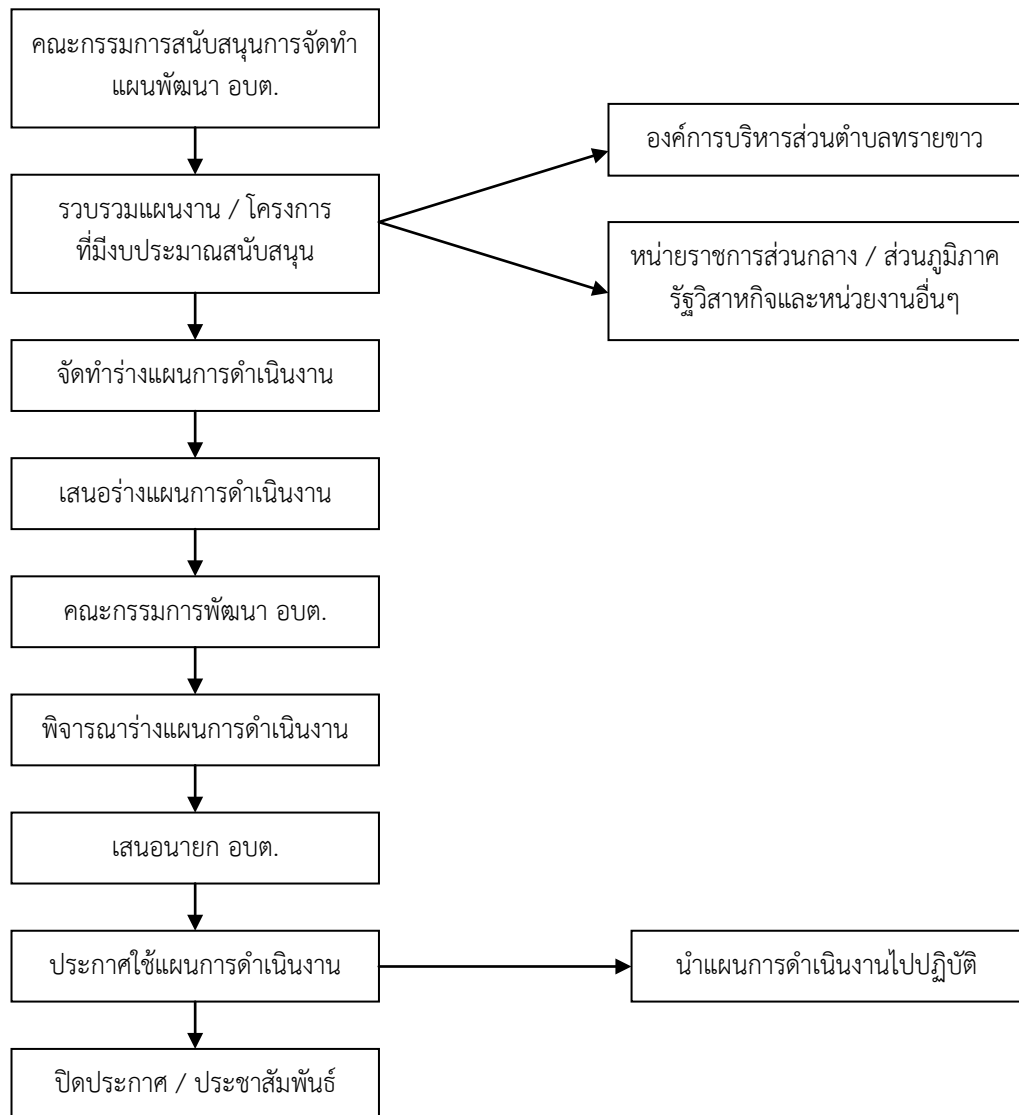 คณะกรรมการสนับสนุนการจัดทำ
แผนพัฒนา อบต.
องค์การบริหารส่วนตำบลทรายขาว
รวบรวมแผนงาน / โครงการ
ที่มีงบประมาณสนับสนุน
หน่ายราชการส่วนกลาง / ส่วนภูมิภาค
รัฐวิสาหกิจและหน่วยงานอื่นๆ
จัดทำร่างแผนการดำเนินงาน
เสนอร่างแผนการดำเนินงาน
คณะกรรมการพัฒนา อบต.
พิจารณาร่างแผนการดำเนินงาน
เสนอนายก อบต.
ประกาศใช้แผนการดำเนินงาน
นำแผนการดำเนินงานไปปฏิบัติ
ปิดประกาศ / ประชาสัมพันธ์